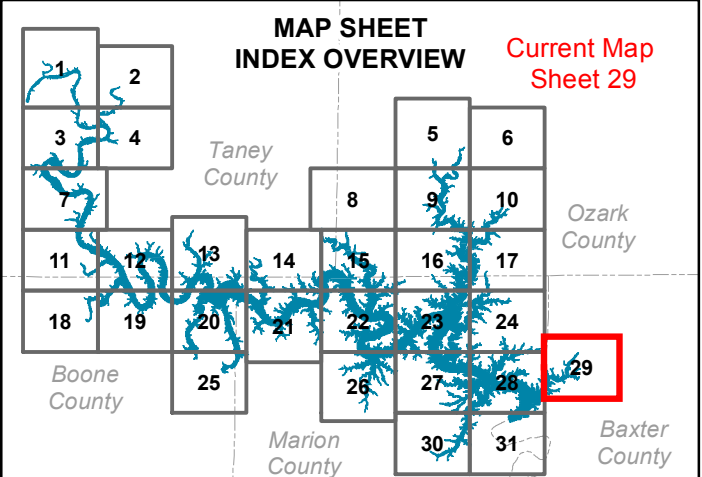 MAP SHEET
INDEX OVERVIEW
Current Map
Sheet 29
1
2
3
4
Taney
County
5
6
7
8
9
10
Ozark
County
11
12
13
14
15
16
17
18
19
20
21
22
23
24
25
26
27
28
29
Boone
County
Marion
County
30
31
Baxter
County